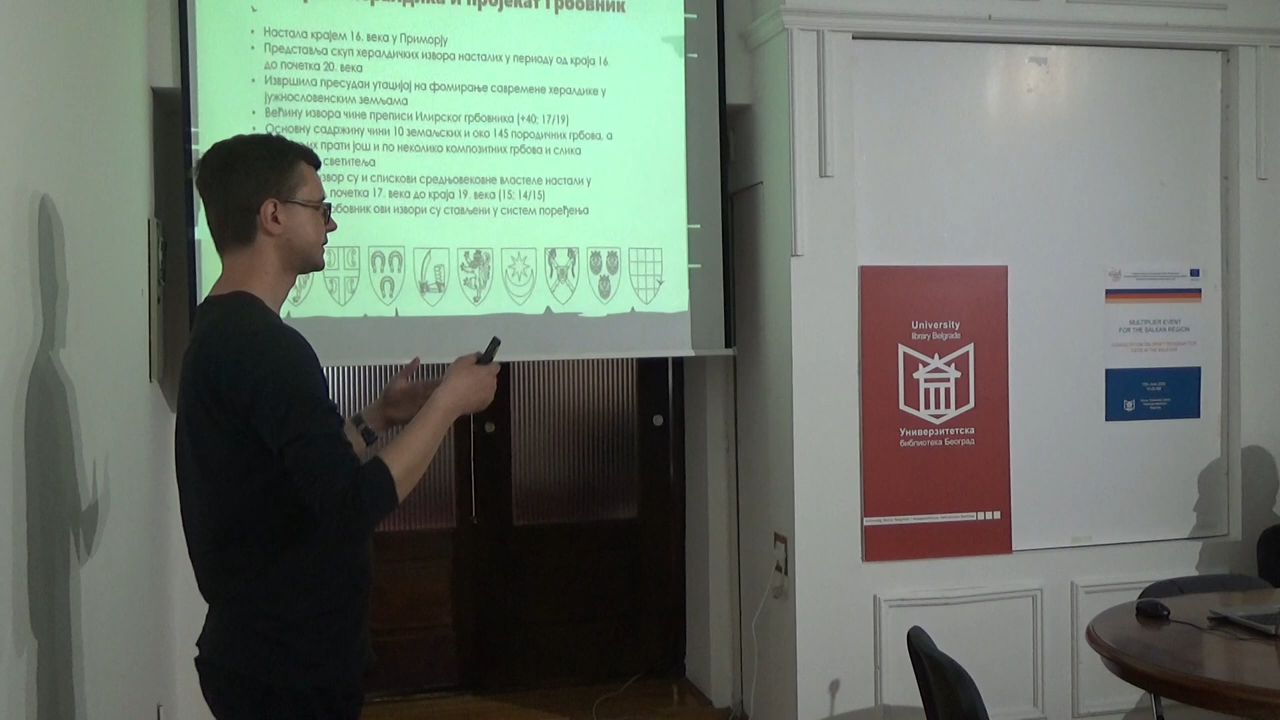 хералдика и пројекат Грбовник
• Настала крајем 16. века у Приморју
• Представља скуп хералдичких извора насталих у периоду од краја 16.
до почетка 20. века
• Извршила пресудан утацијај на фомирање савремене хералдике у
јужнословенским земљама
• Већину извора чине преписи Илирског грбовника (+40: 17/19)
• Основну садржину чини 10 земаљских и око 145 породичних грбова, а
прати још и по неколико композитних грбова и слика
светитеља
су и спискови средњовековне властеле настали у
почетка 17. века до краја 19. века (15: 14/15)
ови извори су стављени у систем поређења
University
library Belgrade
Универзитетска
библиотека Београд
MULTIPLIER EVENT
FOR THE BALKAN REGION